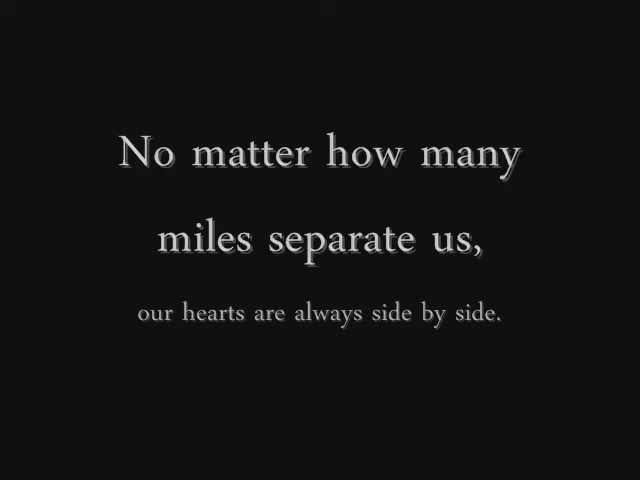 No matter how many
miles separate us,
our hearts are always side by side.